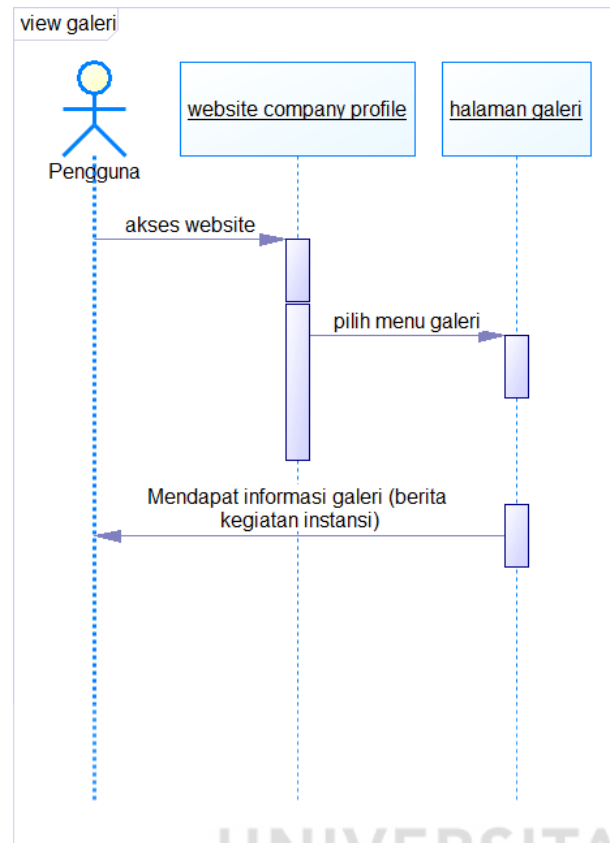 view galeri
website company profile
halaman galeri
Pengguna
akses website
pilih menu galeri
Mendapat informasi galeri (berita
kegiatan instansi)
UNIVERSITA